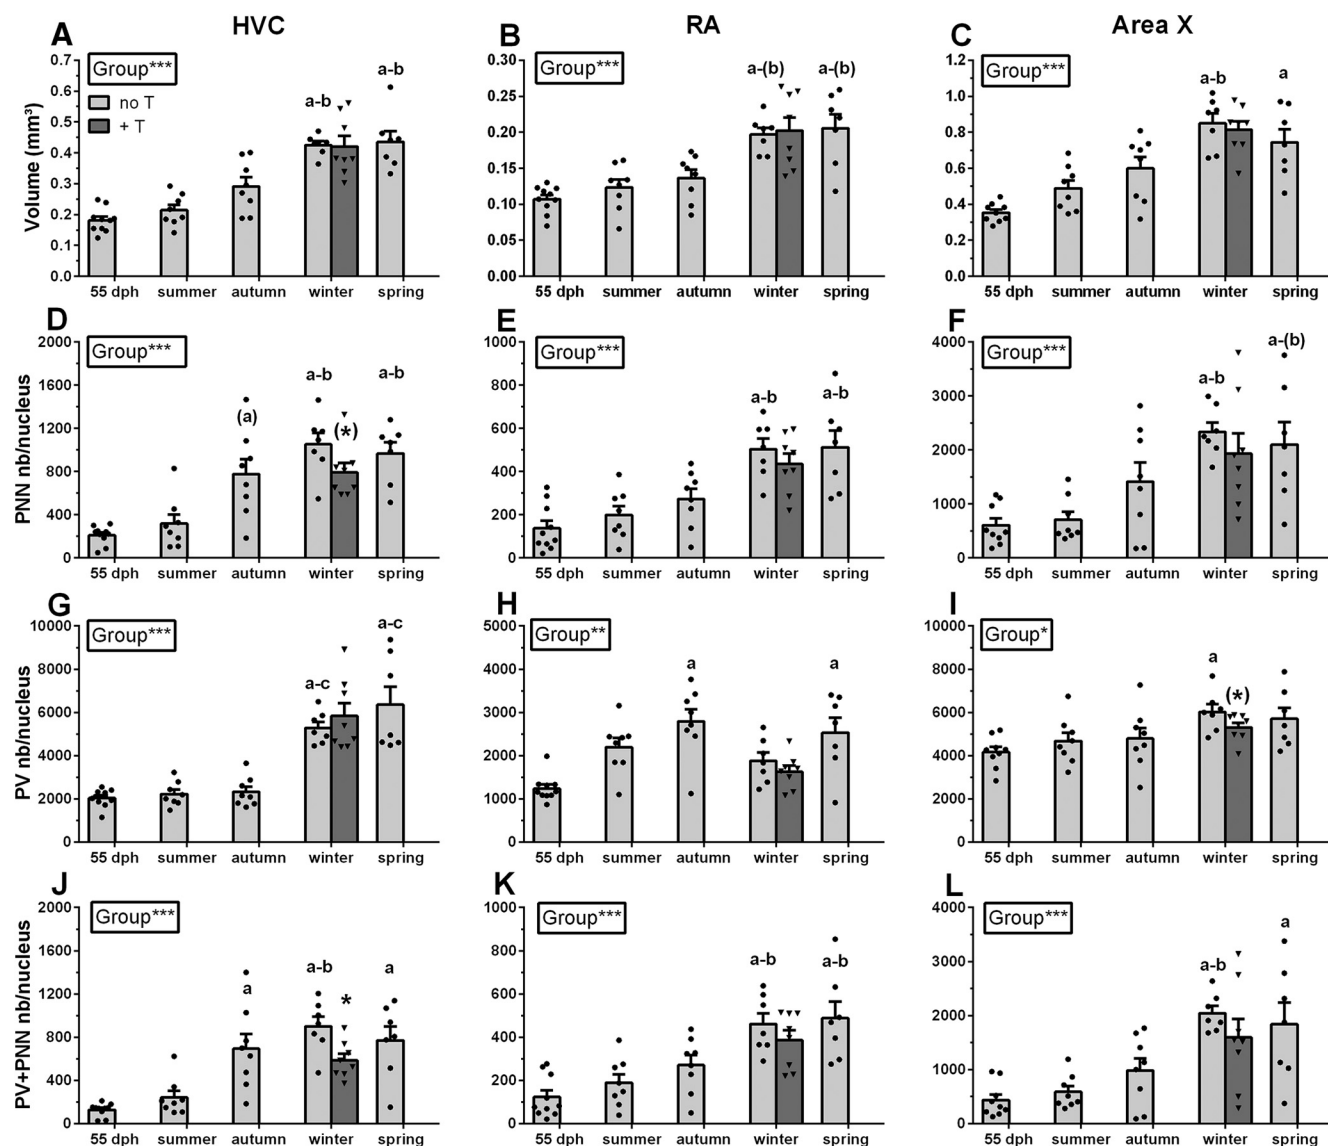 HVC
RA
Area X
A
B
C
Group***
Group***
Group***
no T
+ T
Volume (mm³)
0.7
0.6
0.5
0.4
0.3
0.2
0.1
0.0
a-b
a-b
55 dph summer autumn winter spring
0.30
0.25
0.20
0.15
0.10
0.05
0.00
a-(b)
a-(b)
55 dph summer autumn winter spring
1.2
1.0
0.8
0.6
0.4
0.2
0.0
a-b
a
55 dph summer autumn winter spring
D
E
F
Group***
Group***
Group***
PNN nb/nucleus
2000
1600
1200
800
400
0
(a)
a-b
(*)
a-b
55 dph summer autumn winter spring
1000
800
600
400
200
0
a-b
a-b
55 dph summer autumn winter spring
4000
3000
2000
1000
0
a-b
a-(b)
55 dph summer autumn winter spring
G
H
I
Group***
Group**
Group*
PV nb/nucleus
10000
8000
6000
4000
2000
0
a-c
a-c
55 dph summer autumn winter spring
5000
4000
3000
2000
1000
0
a
a
55 dph summer autumn winter spring
10000
8000
6000
4000
2000
0
a
(*)
55 dph summer autumn winter spring
J
K
L
Group***
Group***
Group***
PV+PNN nb/nucleus
2000
1600
1200
800
400
0
a
a-b
*
a
55 dph summer autumn winter spring
1000
800
600
400
200
0
a-b
a-b
55 dph summer autumn winter spring
4000
3000
2000
1000
0
a-b
a
55 dph summer autumn winter spring